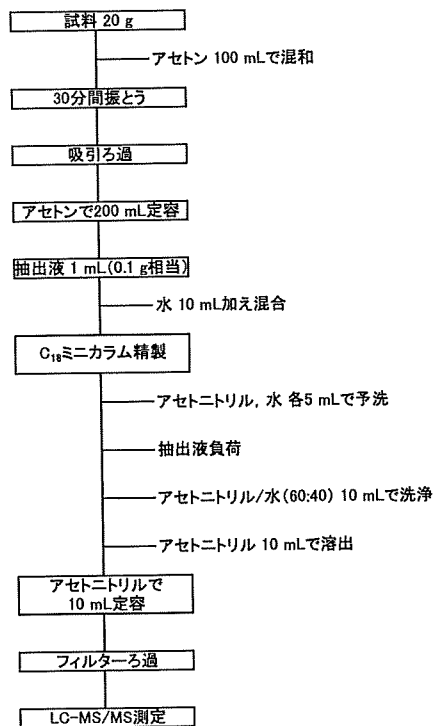 試料 20 g
アセトン 100 mLで混和
30分間振とう
吸引ろ過
アセトンで200 mL定容
抽出液 1 mL(0.1 g相当)
水 10 mL加え混合
C₁₈ミニカラム精製
アセトニトリル, 水 各5 mLで予洗
抽出液負荷
アセトニトリル/水(60:40) 10 mLで洗浄
アセトニトリル 10 mLで溶出
アセトニトリルで
10 mL定容
フィルターろ過
LC-MS/MS測定